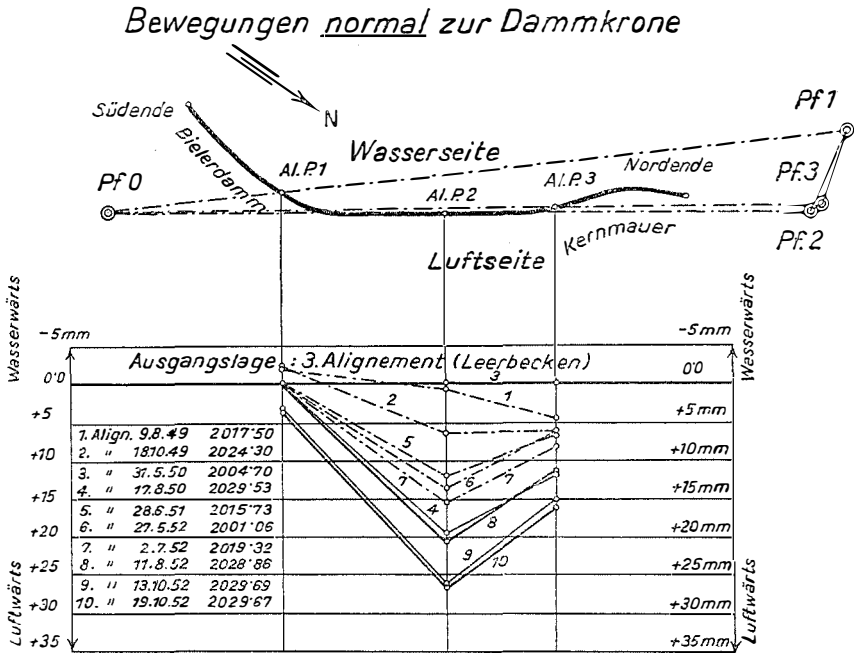 Bewegungen normal zur Dammkrone
N
Südende
Bielerdamm
Pf 0
Al.P.1
Wasserseite
Al.P.2
Al.P.3
Nordende
Pf 1
Pf.3
Pf.2
Kernmauer
Luftseite
Wasserwärts
Wasserwärts
-5mm
-5mm
Ausgangslage : 3. Alignement (Leerbecken)
0'0
0'0
+5
+5mm
+10
+10mm
+15
+15mm
+20
+20mm
+25
+25mm
+30
+30mm
+35
+35mm
Luftwärts
Luftwärts
1. Align. 9.8.49 2017·50
2. " 18.10.49 2024·30
3. " 31.5.50 2004·70
4. " 17.8.50 2029·53
5. " 28.6.51 2015·73
6. " 27.5.52 2001·06
7. " 2.7.52 2019·32
8. " 11.8.52 2028·86
9. " 13.10.52 2029·69
10. " 19.10.52 2029·67
3
1
2
5
6
7
7
4
8
9
10